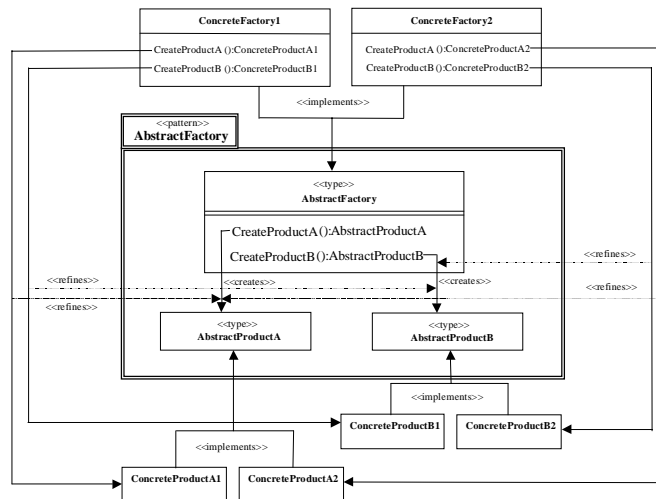 ConcreteFactory1
CreateProductA ():ConcreteProductA1
CreateProductB ():ConcreteProductB1
ConcreteFactory2
CreateProductA ():ConcreteProductA2
CreateProductB ():ConcreteProductB2
<<implements>>
<<pattern>>
AbstractFactory
<<type>>
AbstractFactory
CreateProductA():AbstractProductA
CreateProductB():AbstractProductB
<<refines>>
<<refines>>
<<creates>>
<<creates>>
<<refines>>
<<refines>>
<<type>>
AbstractProductA
<<type>>
AbstractProductB
<<implements>>
ConcreteProductB1
ConcreteProductB2
<<implements>>
ConcreteProductA1
ConcreteProductA2